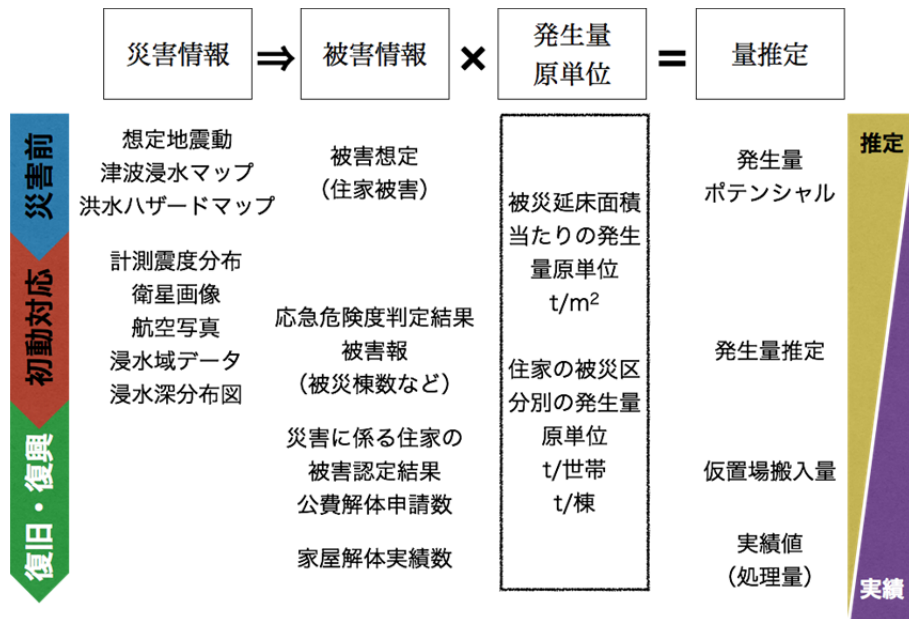 災害情報
⇒
被害情報
×
発生量
原単位
=
量推定
災害前
想定地震動
津波浸水マップ
洪水ハザードマップ
被害想定
（住家被害）
発生量
ポテンシャル
推定
初動対応
計測震度分布
衛星画像
航空写真
浸水域データ
浸水深分布図
応急危険度判定結果
被害報
（被災棟数など）
発生量推定
被災延床面積
当たりの発生
量原単位
t/m²
住家の被災区
分別の発生量
原単位
t/世帯
t/棟
復旧・復興
災害に係る住家の
被害認定結果
公費解体申請数
家屋解体実績数
仮置場搬入量
実績値
（処理量）
実績